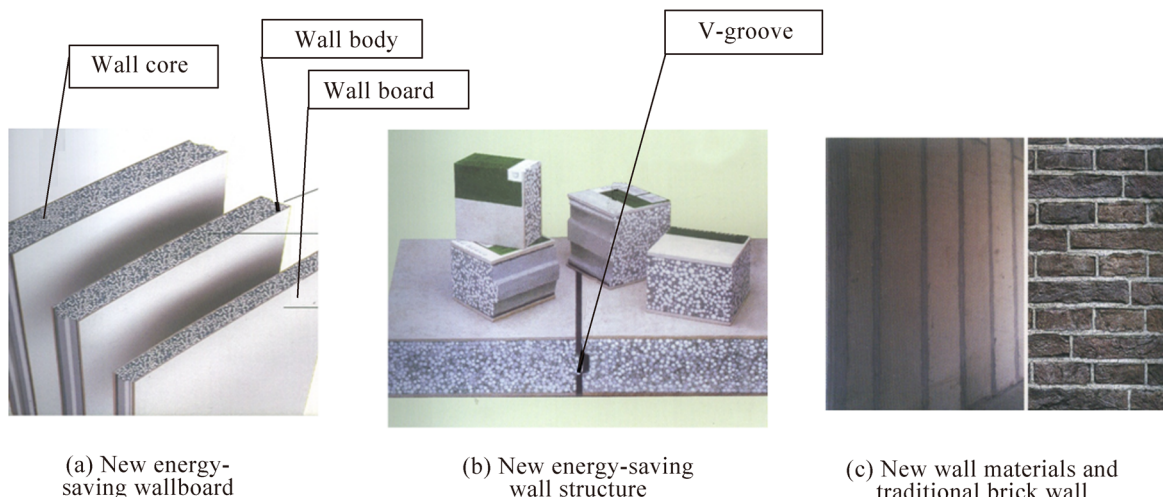 Wall core
Wall body
Wall board
V-groove
(a) New energy-
saving wallboard
(b) New energy-saving
wall structure
(c) New wall materials and
traditional brick wall